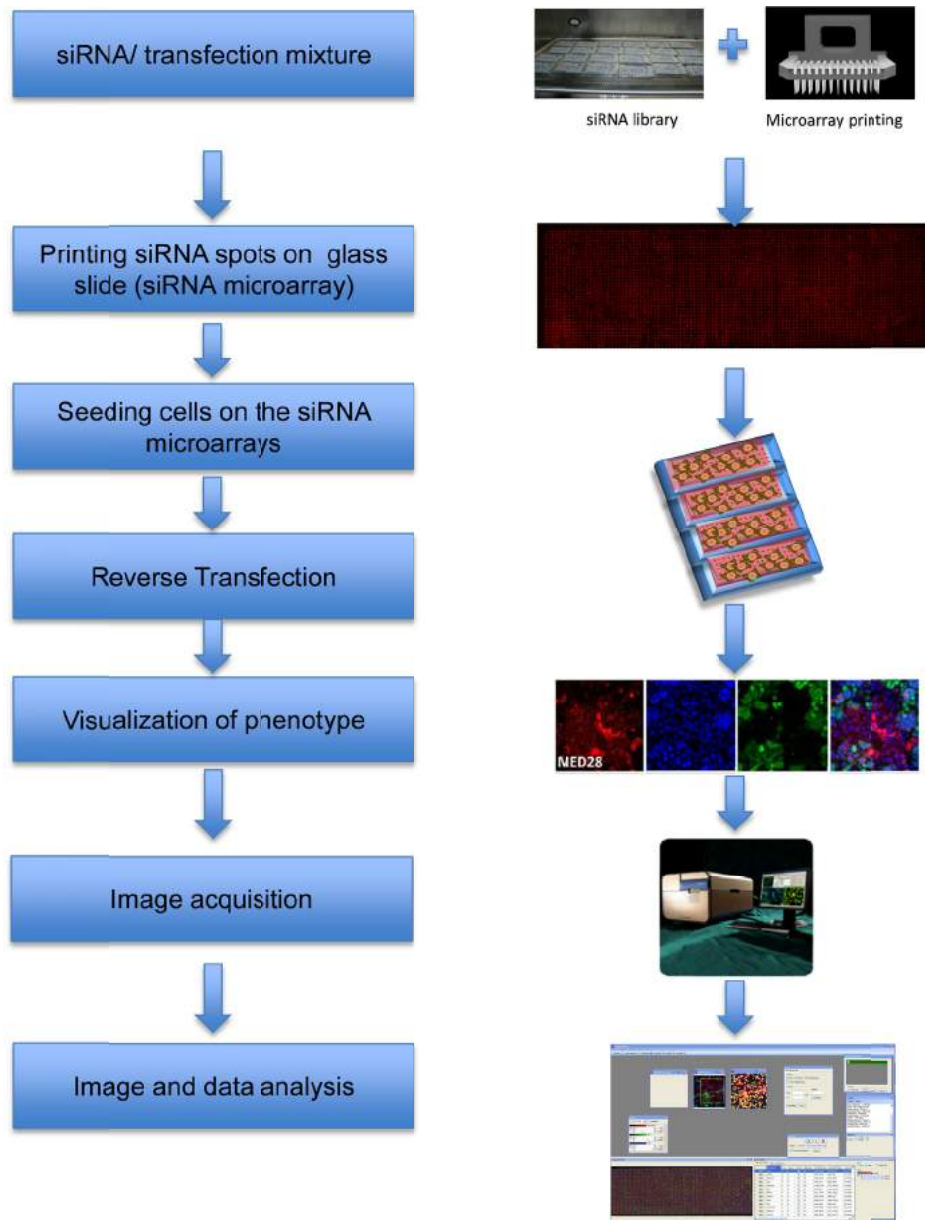 siRNA/ transfection mixture
siRNA library
Microarray printing
Printing siRNA spots on glass
slide (siRNA microarray)
Seeding cells on the siRNA
microarrays
Reverse Transfection
Visualization of phenotype
NED28
Image acquisition
Image and data analysis